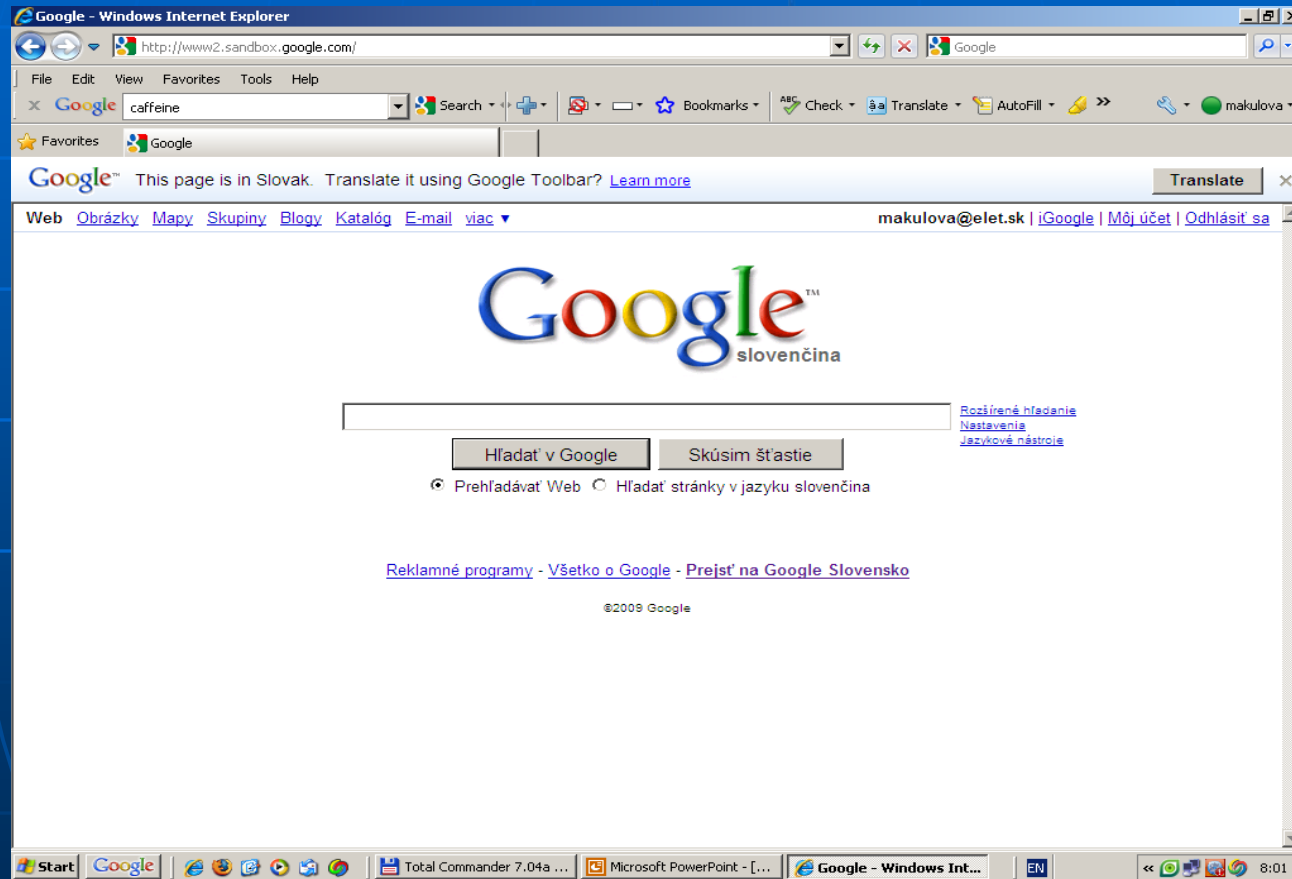 Google - Windows Internet Explorer
http://www2.sandbox.google.com/ Google
File Edit View Favorites Tools Help
x Google caffeine Search Bookmarks ABC Check aa Translate AutoFill » makulova
Favorites Google
Google™ This page is in Slovak. Translate it using Google Toolbar? Learn more Translate
Web Obrázky Mapy Skupiny Blogy Katalóg E-mail viac ▼ makulova@elet.sk | iGoogle | Môj účet | Odhlásiť sa
Google™
slovenčina
Rozšírené hľadanie
Nastavenia
Jazykové nástroje
Hľadať v Google Skúsim šťastie
Prehľadávať Web Hľadať stránky v jazyku slovenčina
Reklamné programy - Všetko o Google - Prejsť na Google Slovensko
©2009 Google
Start Google Total Commander 7.04a ... Microsoft PowerPoint - [... Google - Windows Int... EN « 8:01